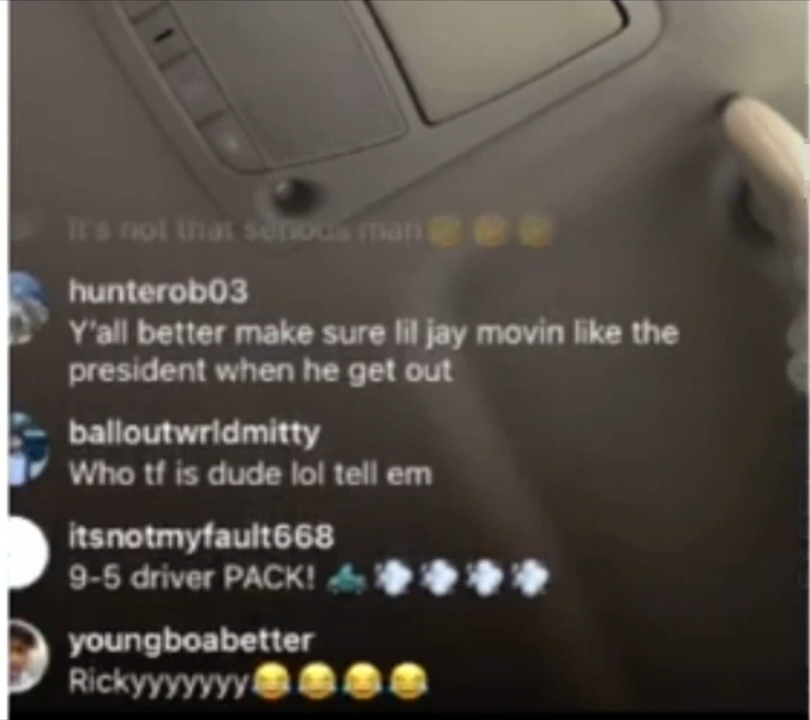 It's not that serious man😂😂😂
hunterob03
Y'all better make sure lil jay movin like the
president when he get out
balloutwrldmitty
Who tf is dude lol tell em
itsnotmyfault668
9-5 driver PACK! 🛻💨💨💨💨
youngboabetter
Rickyyyyyyy😂😂😂😂